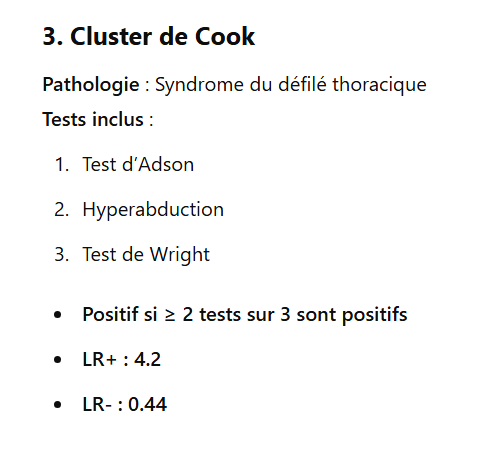 3. Cluster de Cook
Pathologie : Syndrome du défilé thoracique
Tests inclus :
1. Test d’Adson
2. Hyperabduction
3. Test de Wright
• Positif si ≥ 2 tests sur 3 sont positifs
• LR+ : 4.2
• LR- : 0.44